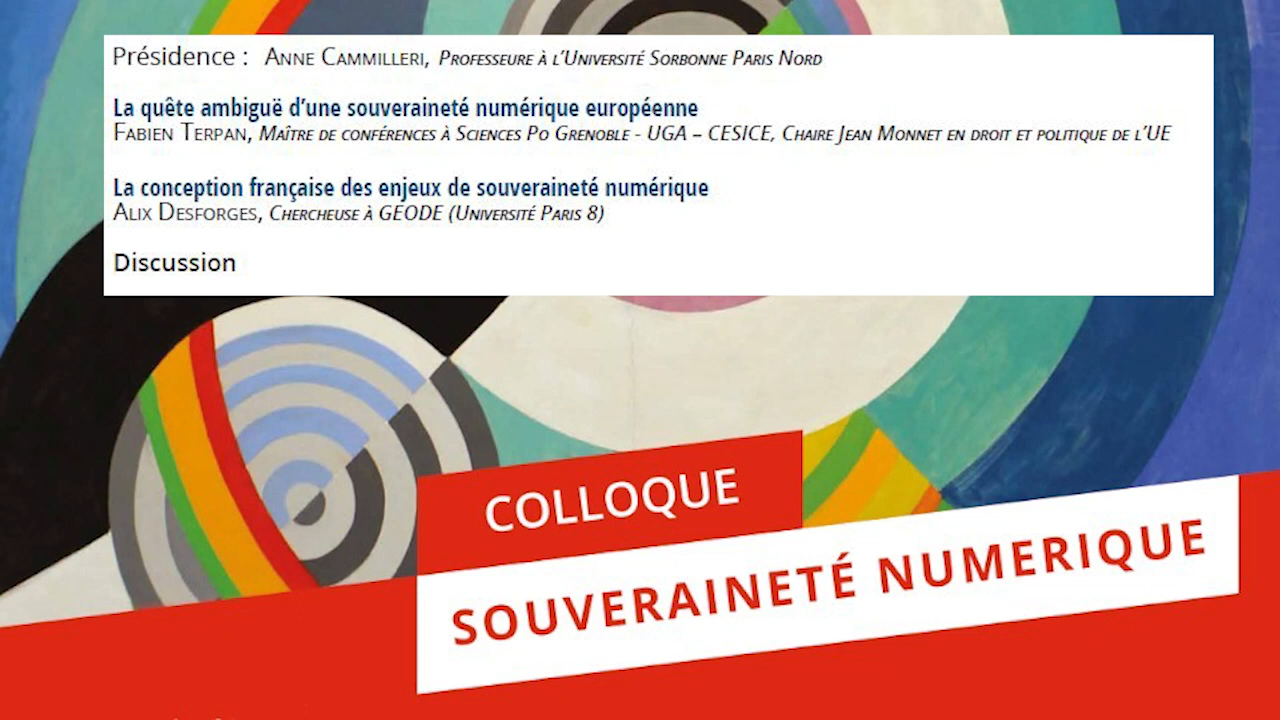 Présidence : Anne Cammilleri, Professeure à l'Université Sorbonne Paris Nord
La quête ambiguë d'une souveraineté numérique européenne
Fabien Terpan, Maître de conférences à Sciences Po Grenoble - UGA – CESICE, Chaire Jean Monnet en droit et politique de l'UE
La conception française des enjeux de souveraineté numérique
Alix Desforges, Chercheuse à GEODE (Université Paris 8)
Discussion
COLLOQUE
SOUVERAINETÉ NUMERIQUE